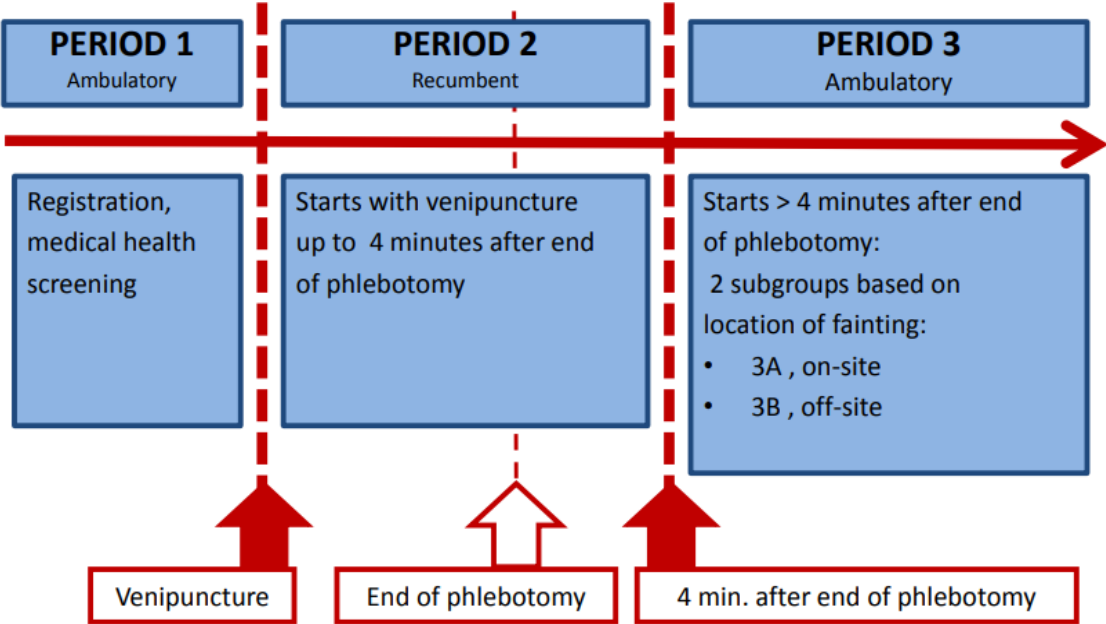 PERIOD 1
Ambulatory
PERIOD 2
Recumbent
PERIOD 3
Ambulatory
Registration,
medical health
screening
Starts with venipuncture
up to 4 minutes after end
of phlebotomy
Starts > 4 minutes after end
of phlebotomy:
2 subgroups based on
location of fainting:
• 3A , on-site
• 3B , off-site
Venipuncture
End of phlebotomy
4 min. after end of phlebotomy